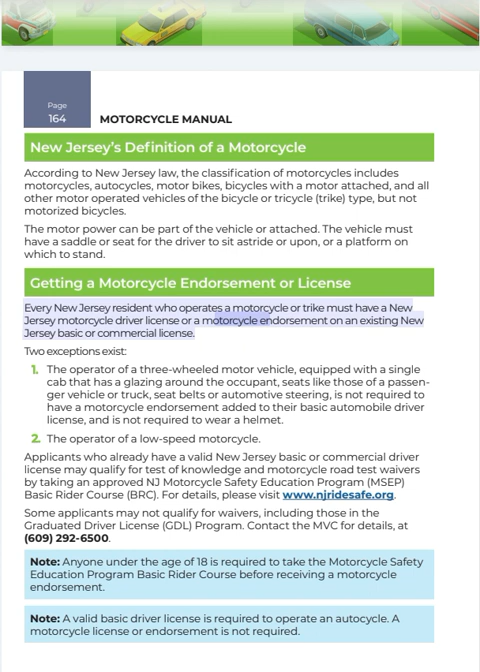 Page
164
MOTORCYCLE MANUAL
New Jersey's Definition of a Motorcycle
According to New Jersey law, the classification of motorcycles includes
motorcycles, autocycles, motor bikes, bicycles with a motor attached, and all
other motor operated vehicles of the bicycle or tricycle (trike) type, but not
motorized bicycles.
The motor power can be part of the vehicle or attached. The vehicle must
have a saddle or seat for the driver to sit astride or upon, or a platform on
which to stand.
Getting a Motorcycle Endorsement or License
Every New Jersey resident who operates a motorcycle or trike must have a New
Jersey motorcycle driver license or a motorcycle endorsement on an existing New
Jersey basic or commercial license.
Two exceptions exist:
1. The operator of a three-wheeled motor vehicle, equipped with a single
cab that has a glazing around the occupant, seats like those of a passen-
ger vehicle or truck, seat belts or automotive steering, is not required to
have a motorcycle endorsement added to their basic automobile driver
license, and is not required to wear a helmet.
2. The operator of a low-speed motorcycle.
Applicants who already have a valid New Jersey basic or commercial driver
license may qualify for test of knowledge and motorcycle road test waivers
by taking an approved NJ Motorcycle Safety Education Program (MSEP)
Basic Rider Course (BRC). For details, please visit www.njridesafe.org.
Some applicants may not qualify for waivers, including those in the
Graduated Driver License (GDL) Program. Contact the MVC for details, at
(609) 292-6500.
Note: Anyone under the age of 18 is required to take the Motorcycle Safety
Education Program Basic Rider Course before receiving a motorcycle
endorsement.
Note: A valid basic driver license is required to operate an autocycle. A
motorcycle license or endorsement is not required.